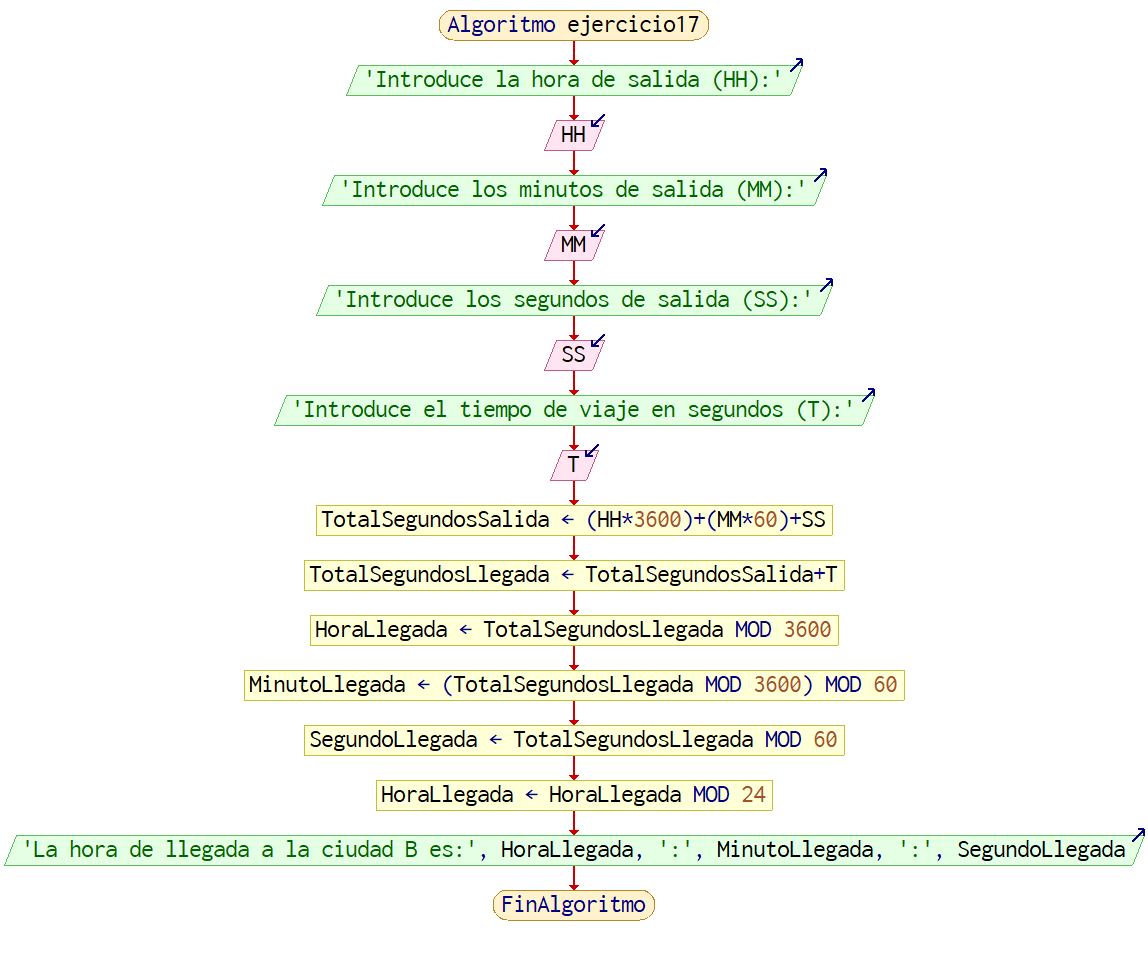 Algoritmo ejercicio17
'Introduce la hora de salida (HH):'
HH
'Introduce los minutos de salida (MM):'
MM
'Introduce los segundos de salida (SS):'
SS
'Introduce el tiempo de viaje en segundos (T):'
T
TotalSegundosSalida ← (HH*3600)+(MM*60)+SS
TotalSegundosLlegada ← TotalSegundosSalida+T
HoraLlegada ← TotalSegundosLlegada MOD 3600
MinutoLlegada ← (TotalSegundosLlegada MOD 3600) MOD 60
SegundoLlegada ← TotalSegundosLlegada MOD 60
HoraLlegada ← HoraLlegada MOD 24
'La hora de llegada a la ciudad B es:', HoraLlegada, ':', MinutoLlegada, ':', SegundoLlegada
FinAlgoritmo